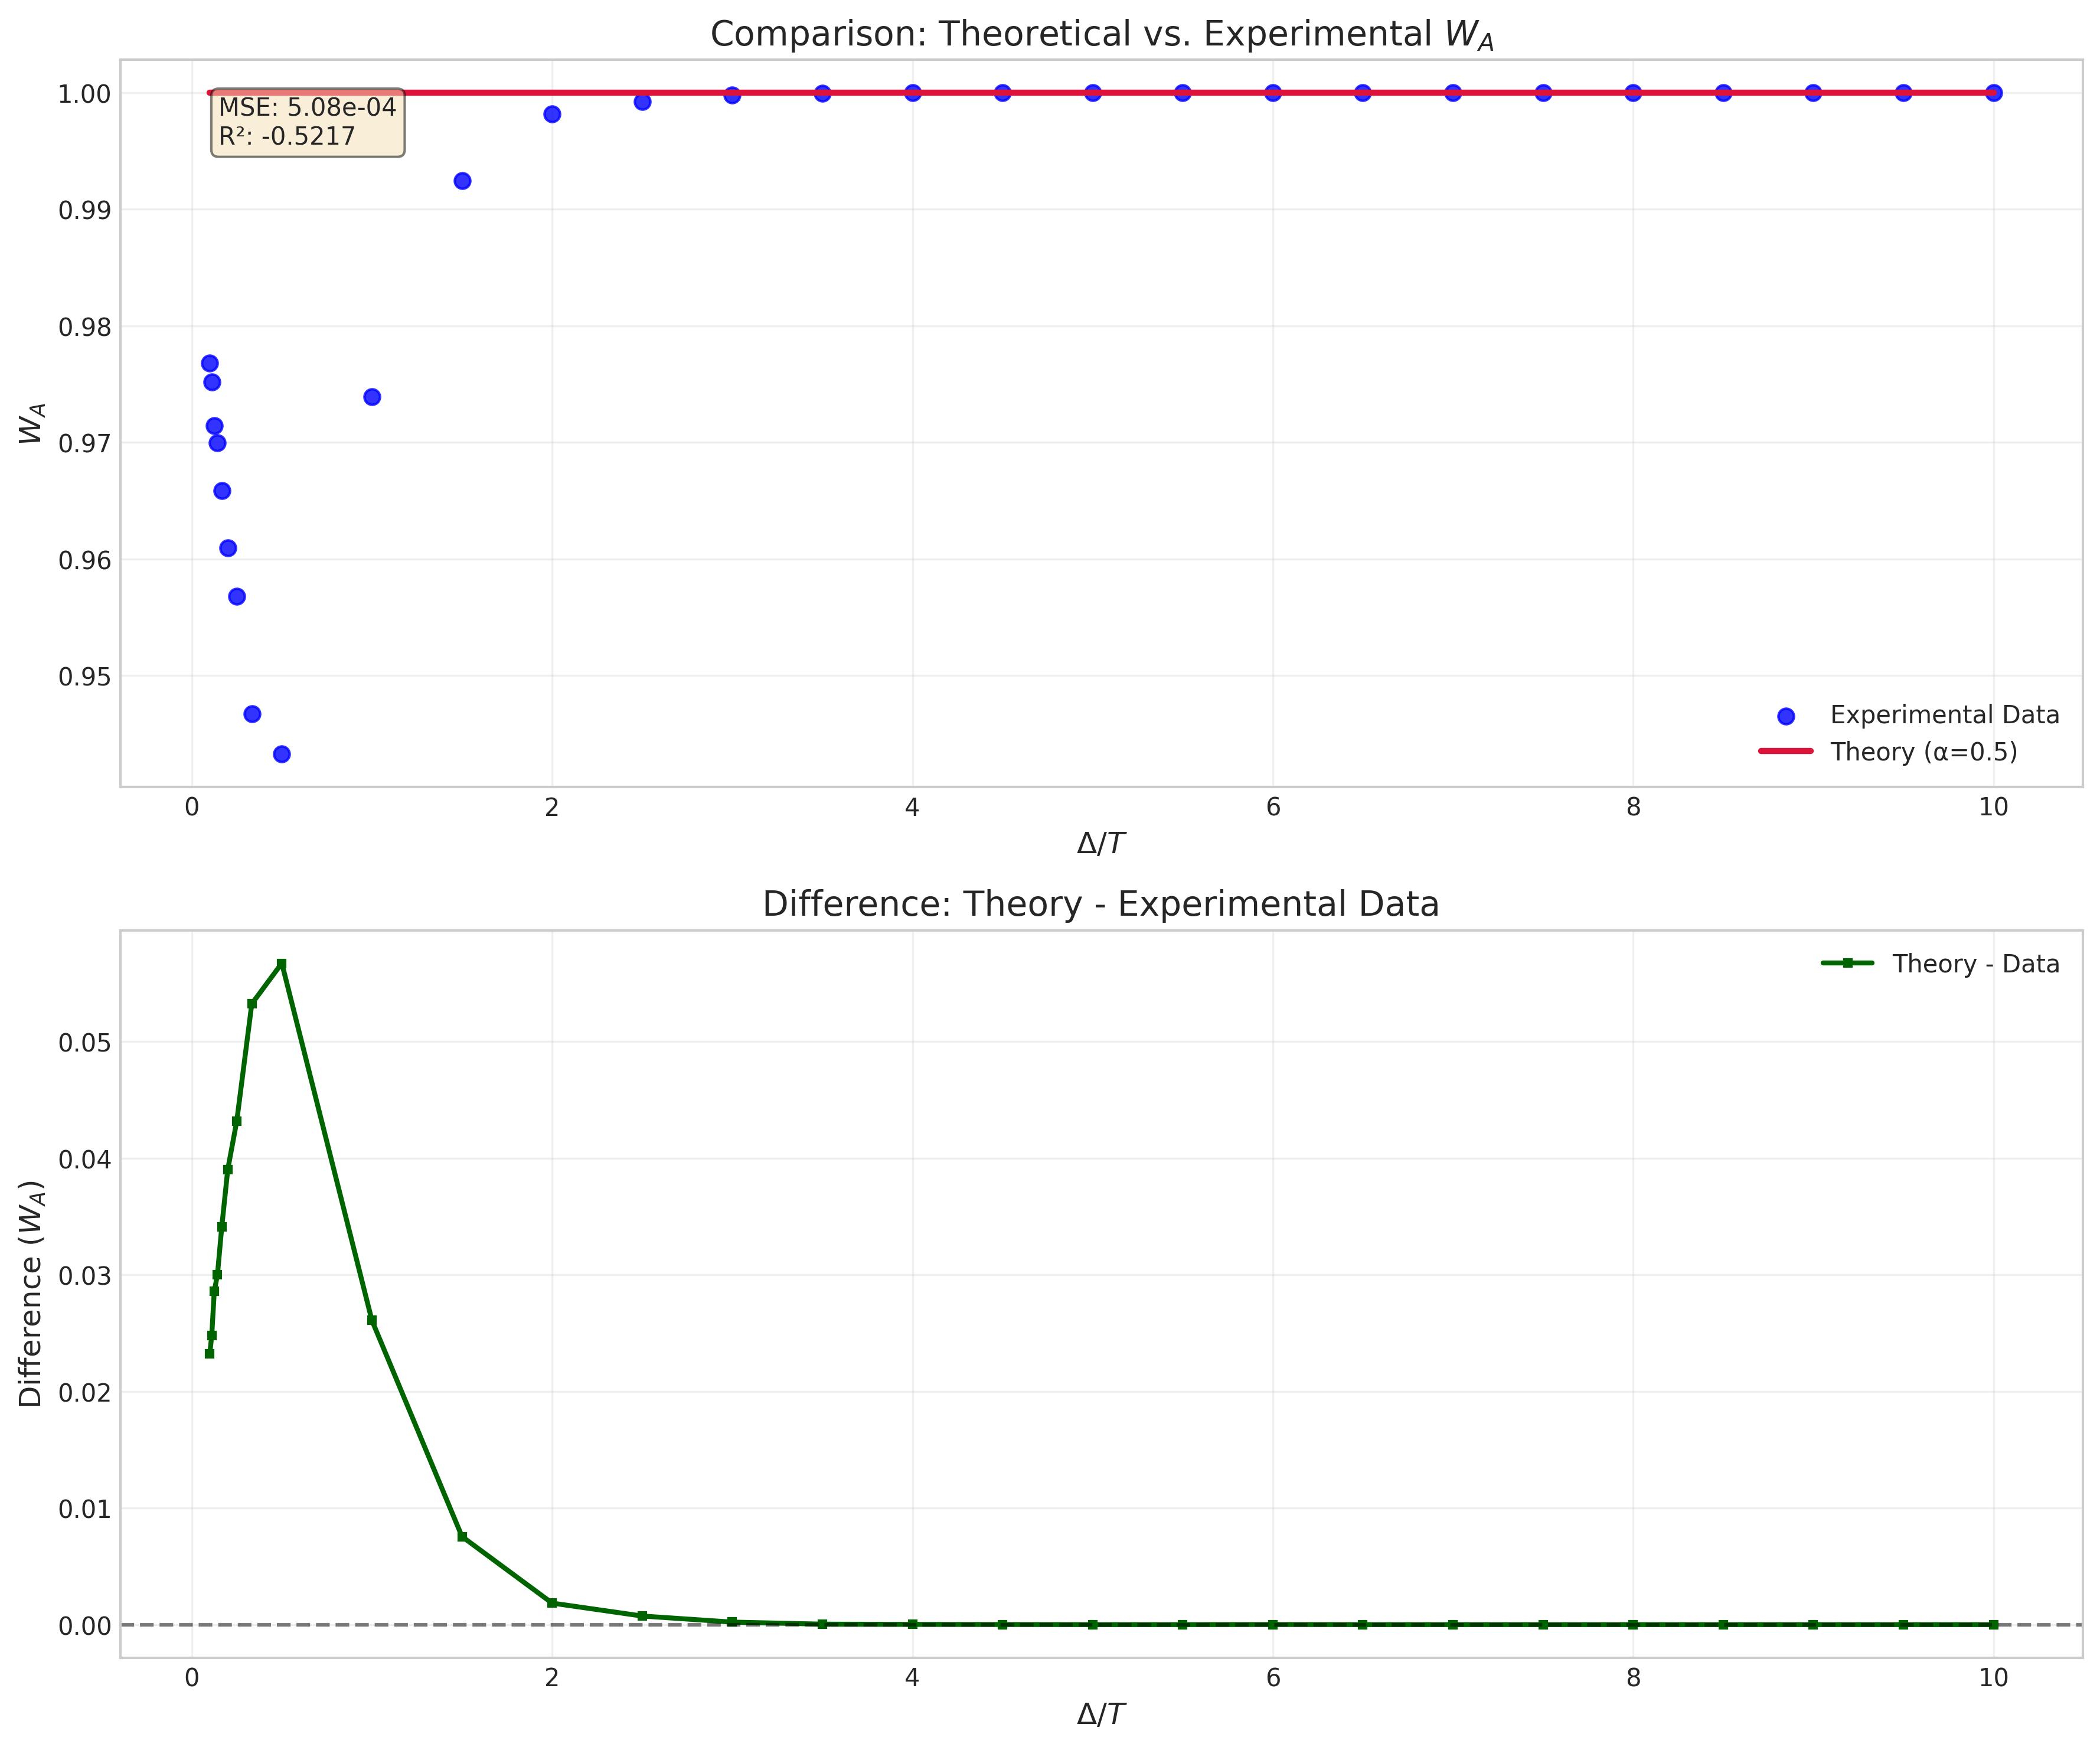 Comparison: Theoretical vs. Experimental W_A
1.00
0.99
0.98
0.97
0.96
0.95
W_A
MSE: 5.08e-04
R²: -0.5217
Experimental Data
Theory (α=0.5)
0 2 4 6 8 10
Δ/T
Difference: Theory - Experimental Data
Theory - Data
0.05
0.04
0.03
0.02
0.01
0.00
Difference (W_A)
0 2 4 6 8 10
Δ/T